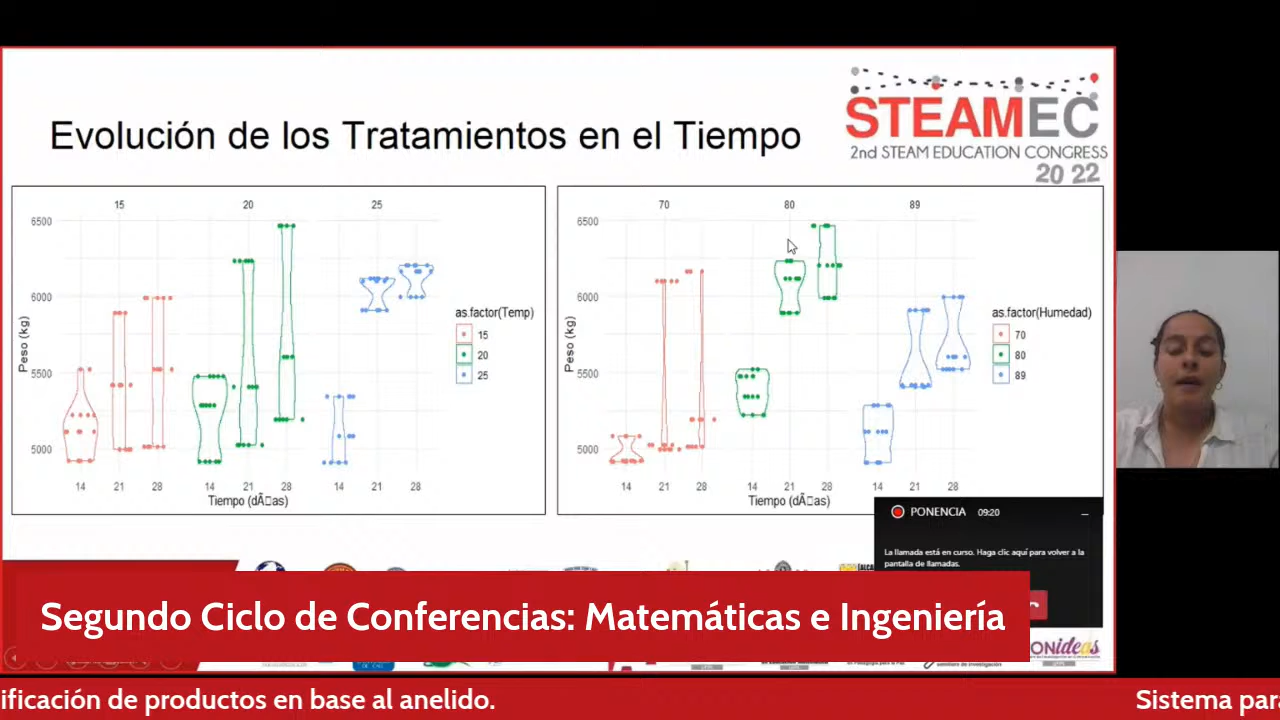 STEAMEC
2nd STEAM EDUCATION CONGRESS
20 22
Evolución de los Tratamientos en el Tiempo
15 20 25
6500
6000
5500
5000
Peso (kg)
14 21 28 14 21 28 14 21 28
Tiempo (dÃ as)
as.factor(Temp)
15
20
25
70 80 89
6500
6000
5500
5000
Peso (kg)
14 21 28 14 21 28 14 21 28
Tiempo (dÃ as)
as.factor(Humedad)
70
80
89
PONENCIA 09:20
La llamada está en curso. Haga clic aquí para volver a la
pantalla de llamadas.
Segundo Ciclo de Conferencias: Matemáticas e Ingeniería
ONideas
ificación de productos en base al anelido.
Sistema para